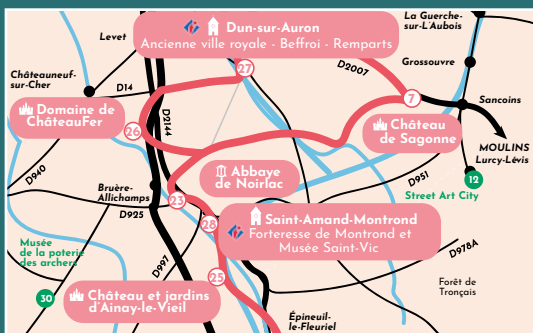 La Guerche-
sur-L'Aubois
Levet
Dun-sur-Auron
Ancienne ville royale - Beffroi - Remparts
Grossouvre
D2007
27
Châteauneuf-
sur-Cher
D14
7
Sancoins
Domaine de
ChâteauFer
D2144
26
Château
de Sagonne
MOULINS
Lurcy-Lévis
D940
Abbaye
de Noirlac
D951
12
Street Art City
Bruère-
Allichamps
D925
23
28
Saint-Amand-Montrond
Forteresse de Montrond et
Musée Saint-Vic
D978A
Musée
de la poterie
des archers
D997
25
Forêt de
Tronçais
30
Château et jardins
d'Ainay-le-Vieil
Épineuil-
le-Fleuriel